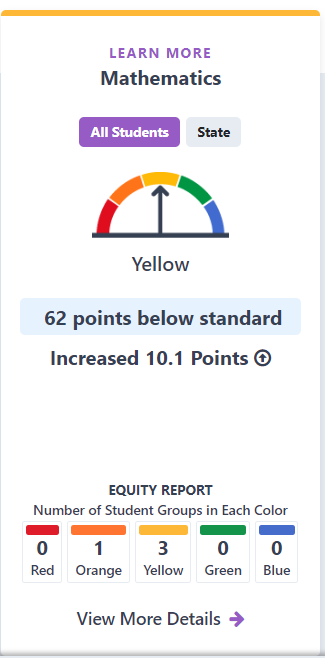 LEARN MORE
Mathematics
All Students State
Yellow
62 points below standard
Increased 10.1 Points
EQUITY REPORT
Number of Student Groups in Each Color
0 1 3 0 0
Red Orange Yellow Green Blue
View More Details